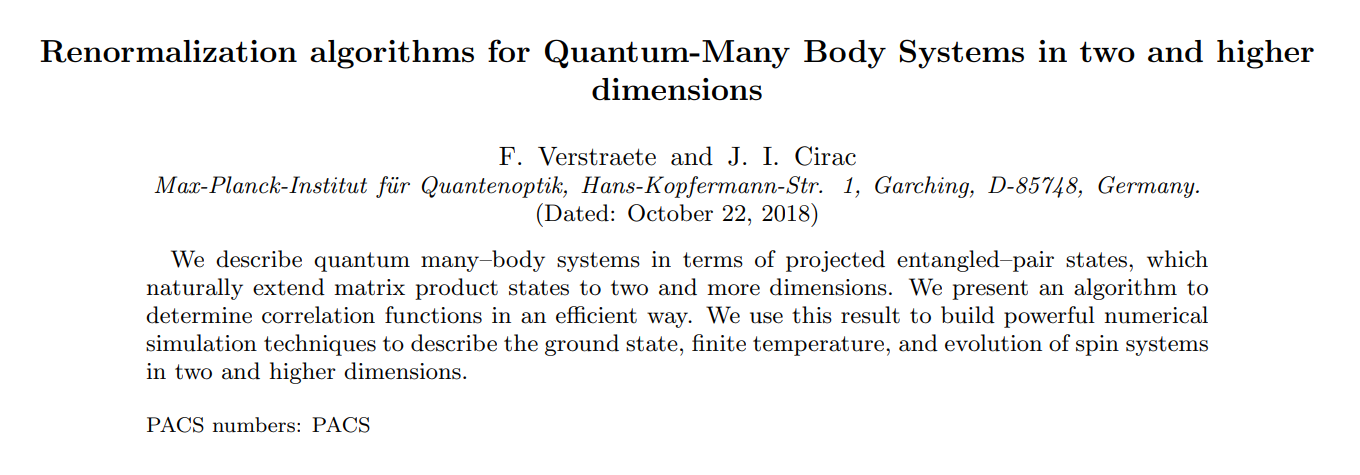 Renormalization algorithms for Quantum-Many Body Systems in two and higher
dimensions
F. Verstraete and J. I. Cirac
Max-Planck-Institut für Quantenoptik, Hans-Kopfermann-Str. 1, Garching, D-85748, Germany.
(Dated: October 22, 2018)
We describe quantum many–body systems in terms of projected entangled–pair states, which
naturally extend matrix product states to two and more dimensions. We present an algorithm to
determine correlation functions in an efficient way. We use this result to build powerful numerical
simulation techniques to describe the ground state, finite temperature, and evolution of spin systems
in two and higher dimensions.
PACS numbers: PACS